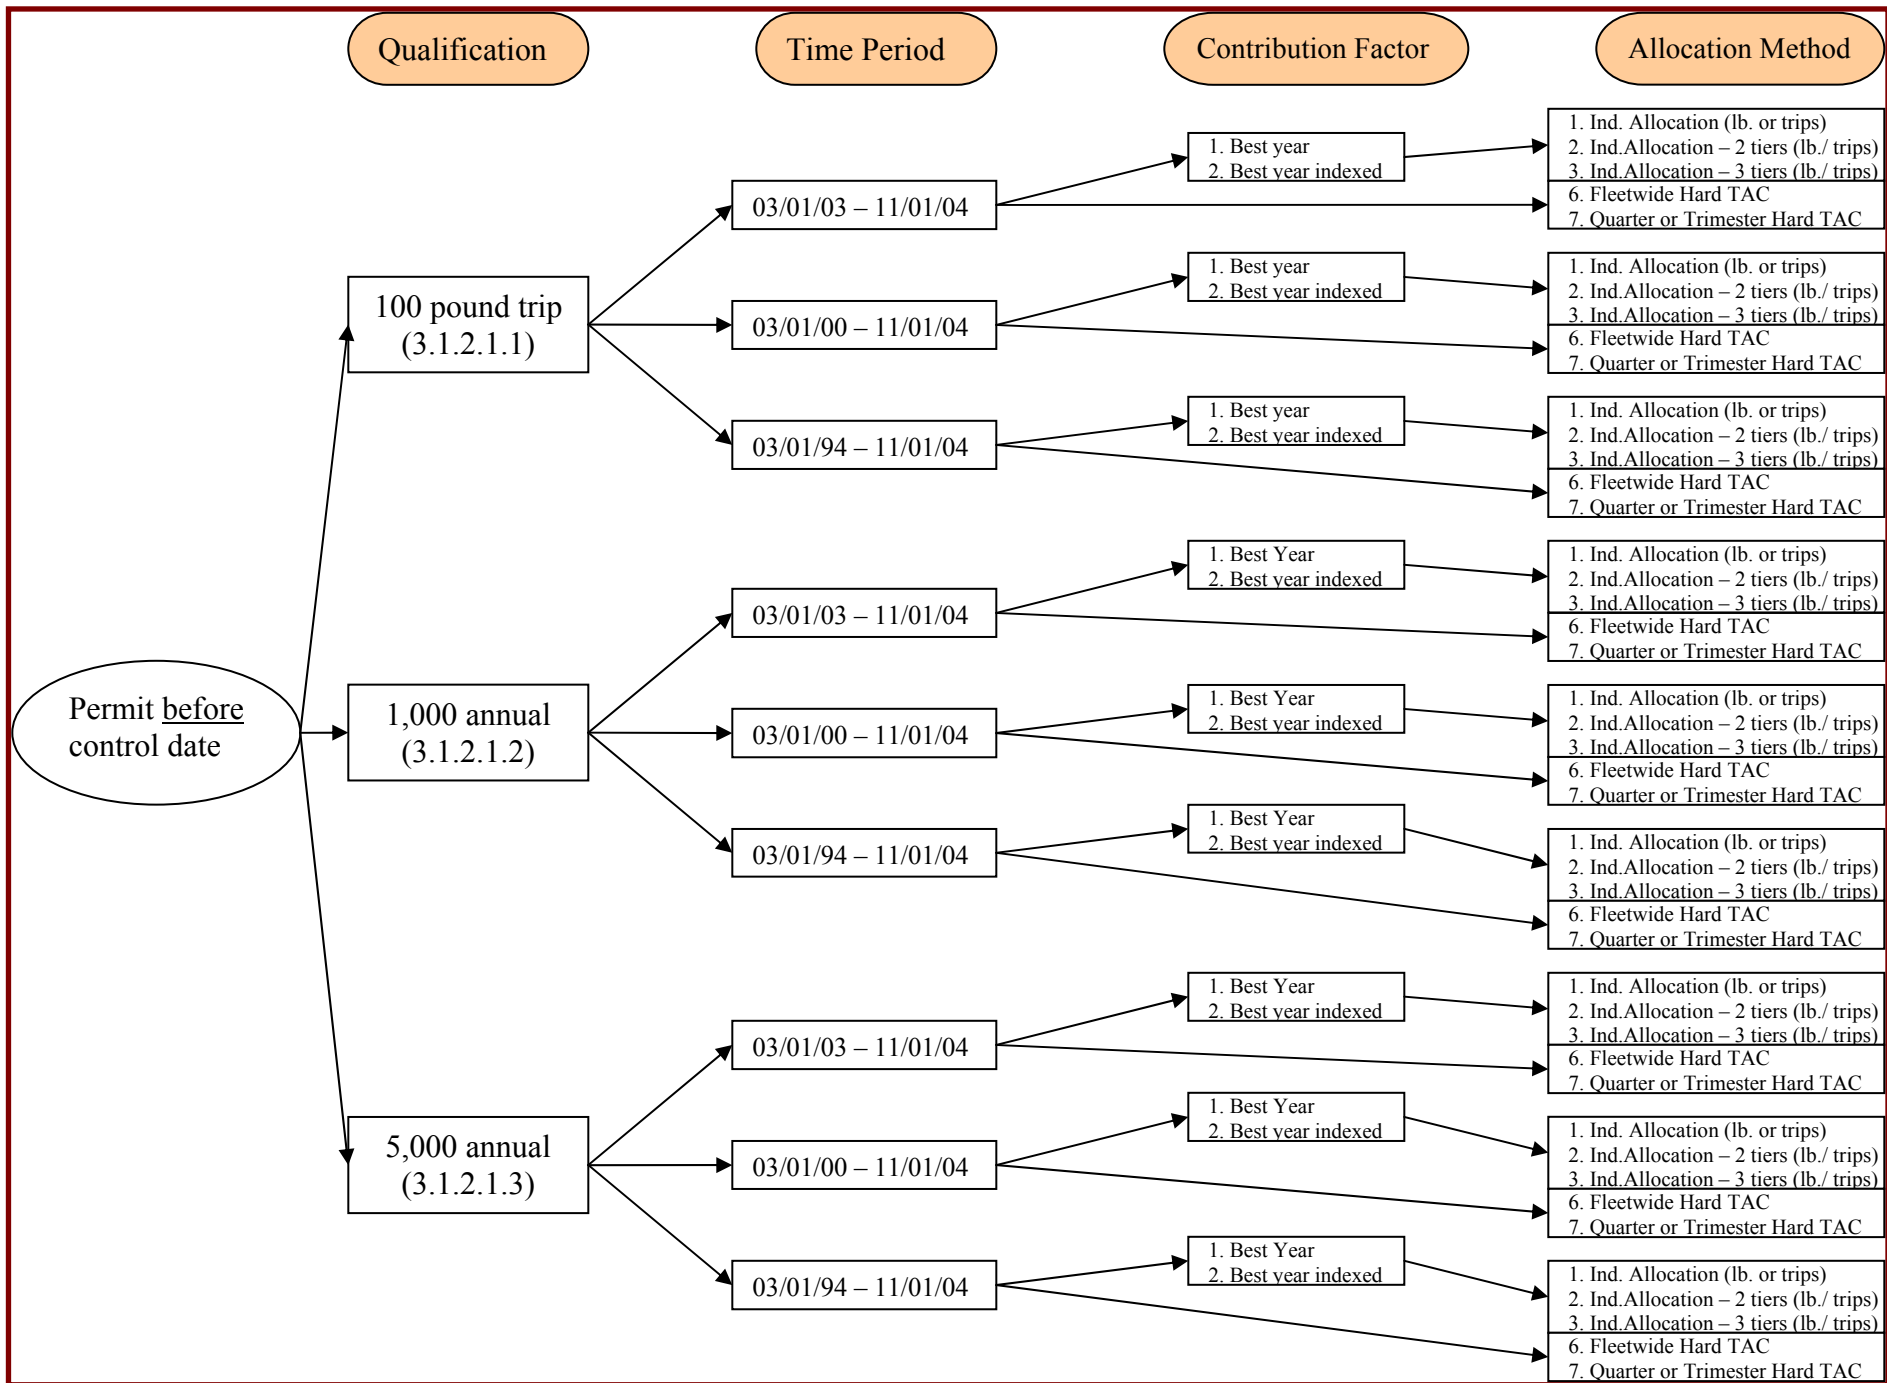 Qualification
Time Period
Contribution Factor
Allocation Method
Permit before
control date
100 pound trip
(3.1.2.1.1)
03/01/03 – 11/01/04
1. Best year
2. Best year indexed
1. Ind. Allocation (lb. or trips)
2. Ind.Allocation – 2 tiers (lb./ trips)
3. Ind.Allocation – 3 tiers (lb./ trips)
6. Fleetwide Hard TAC
7. Quarter or Trimester Hard TAC
03/01/00 – 11/01/04
1. Best year
2. Best year indexed
1. Ind. Allocation (lb. or trips)
2. Ind.Allocation – 2 tiers (lb./ trips)
3. Ind.Allocation – 3 tiers (lb./ trips)
6. Fleetwide Hard TAC
7. Quarter or Trimester Hard TAC
03/01/94 – 11/01/04
1. Best year
2. Best year indexed
1. Ind. Allocation (lb. or trips)
2. Ind.Allocation – 2 tiers (lb./ trips)
3. Ind.Allocation – 3 tiers (lb./ trips)
6. Fleetwide Hard TAC
7. Quarter or Trimester Hard TAC
1,000 annual
(3.1.2.1.2)
03/01/03 – 11/01/04
1. Best Year
2. Best year indexed
1. Ind. Allocation (lb. or trips)
2. Ind.Allocation – 2 tiers (lb./ trips)
3. Ind.Allocation – 3 tiers (lb./ trips)
6. Fleetwide Hard TAC
7. Quarter or Trimester Hard TAC
03/01/00 – 11/01/04
1. Best Year
2. Best year indexed
1. Ind. Allocation (lb. or trips)
2. Ind.Allocation – 2 tiers (lb./ trips)
3. Ind.Allocation – 3 tiers (lb./ trips)
6. Fleetwide Hard TAC
7. Quarter or Trimester Hard TAC
03/01/94 – 11/01/04
1. Best Year
2. Best year indexed
1. Ind. Allocation (lb. or trips)
2. Ind.Allocation – 2 tiers (lb./ trips)
3. Ind.Allocation – 3 tiers (lb./ trips)
6. Fleetwide Hard TAC
7. Quarter or Trimester Hard TAC
5,000 annual
(3.1.2.1.3)
03/01/03 – 11/01/04
1. Best Year
2. Best year indexed
1. Ind. Allocation (lb. or trips)
2. Ind.Allocation – 2 tiers (lb./ trips)
3. Ind.Allocation – 3 tiers (lb./ trips)
6. Fleetwide Hard TAC
7. Quarter or Trimester Hard TAC
03/01/00 – 11/01/04
1. Best Year
2. Best year indexed
1. Ind. Allocation (lb. or trips)
2. Ind.Allocation – 2 tiers (lb./ trips)
3. Ind.Allocation – 3 tiers (lb./ trips)
6. Fleetwide Hard TAC
7. Quarter or Trimester Hard TAC
03/01/94 – 11/01/04
1. Best Year
2. Best year indexed
1. Ind. Allocation (lb. or trips)
2. Ind.Allocation – 2 tiers (lb./ trips)
3. Ind.Allocation – 3 tiers (lb./ trips)
6. Fleetwide Hard TAC
7. Quarter or Trimester Hard TAC